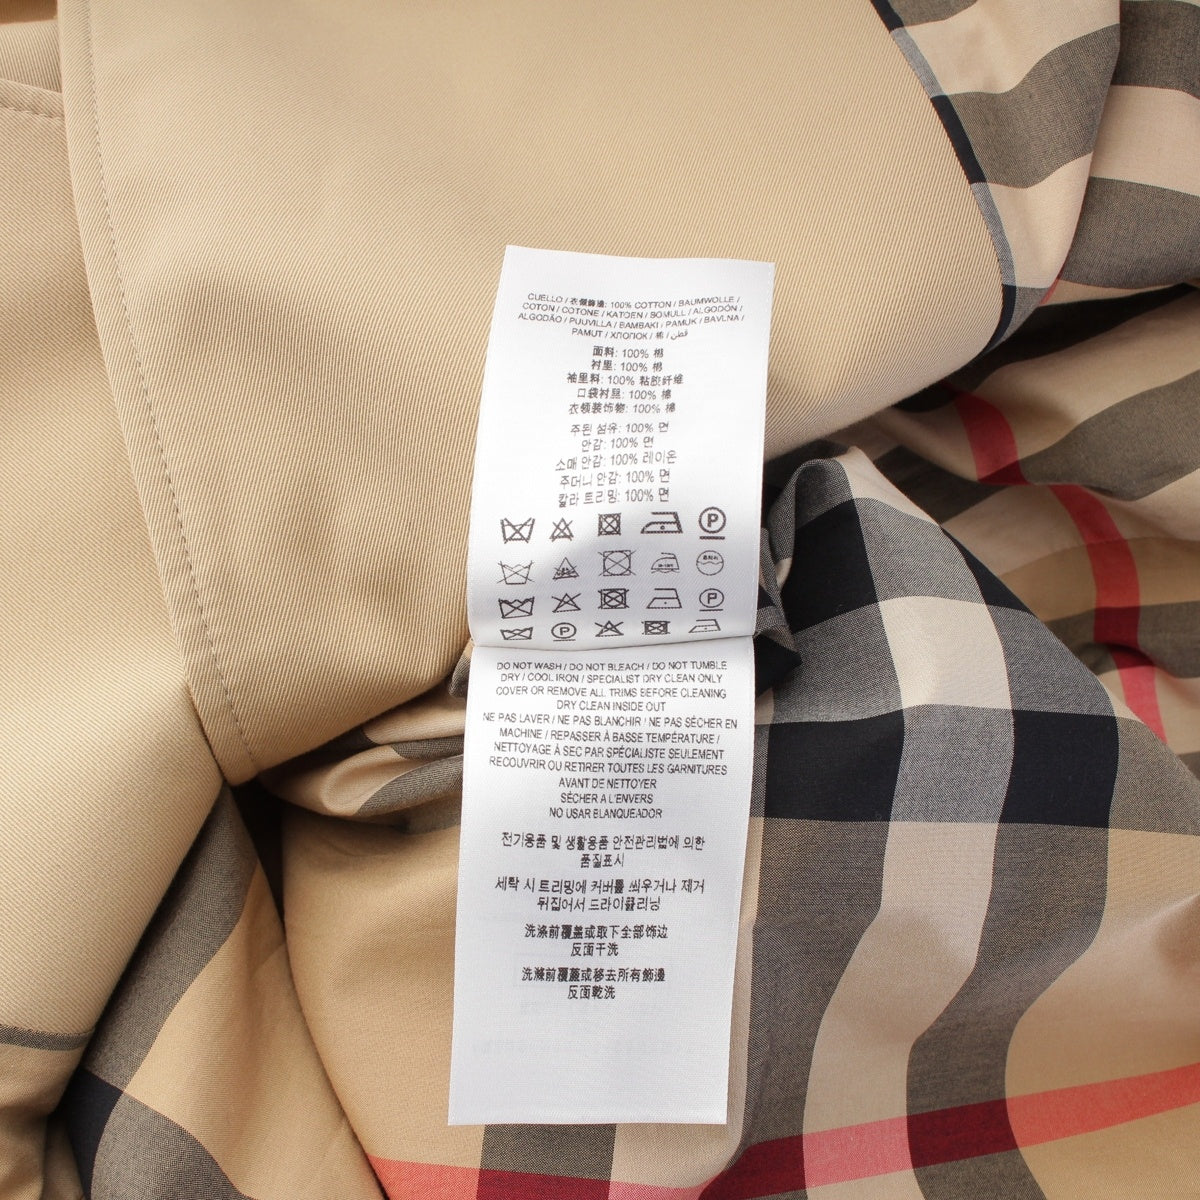 CUELLO / 衣領飾邊: 100% COTTON / BAUMWOLLE /
COTON / COTONE / KATOEN / BOMULL / ALGODÓN /
ALGODÃO / PUUVILLA / BAMBAKI / PAMUK / BAVLNA /
PAMUT / ХЛОПОК / 棉 / قطن
面料: 100% 棉
衬里: 100% 棉
袖里料: 100% 粘胶纤维
口袋衬里: 100% 棉
衣领装饰物: 100% 棉
주원 섬유: 100% 면
안감: 100% 면
소매 안감: 100% 레이온
주머니 안감: 100% 면
칼라 트리밍: 100% 면
P
P
P
DO NOT WASH / DO NOT BLEACH / DO NOT TUMBLE
DRY / COOL IRON / SPECIALIST DRY CLEAN ONLY
COVER OR REMOVE ALL TRIMS BEFORE CLEANING
DRY CLEAN INSIDE OUT
NE PAS LAVER / NE PAS BLANCHIR / NE PAS SÉCHER EN
MACHINE / REPASSER À BASSE TEMPÉRATURE /
NETTOYAGE À SEC PAR SPÉCIALISTE SEULEMENT
RECOUVRIR OU RETIRER TOUTES LES GARNITURES
AVANT DE NETTOYER
SÉCHER A L'ENVERS
NO USAR BLANQUEADOR
전기용품 및 생활용품 안전관리법에 의한
품질표시
세탁 시 트리밍에 커버를 씌우거나 제거
뒤집어서 드라이클리닝
洗涤前覆盖或取下全部饰边
反面干洗
洗滌前覆蓋或移去所有飾邊
反面乾洗